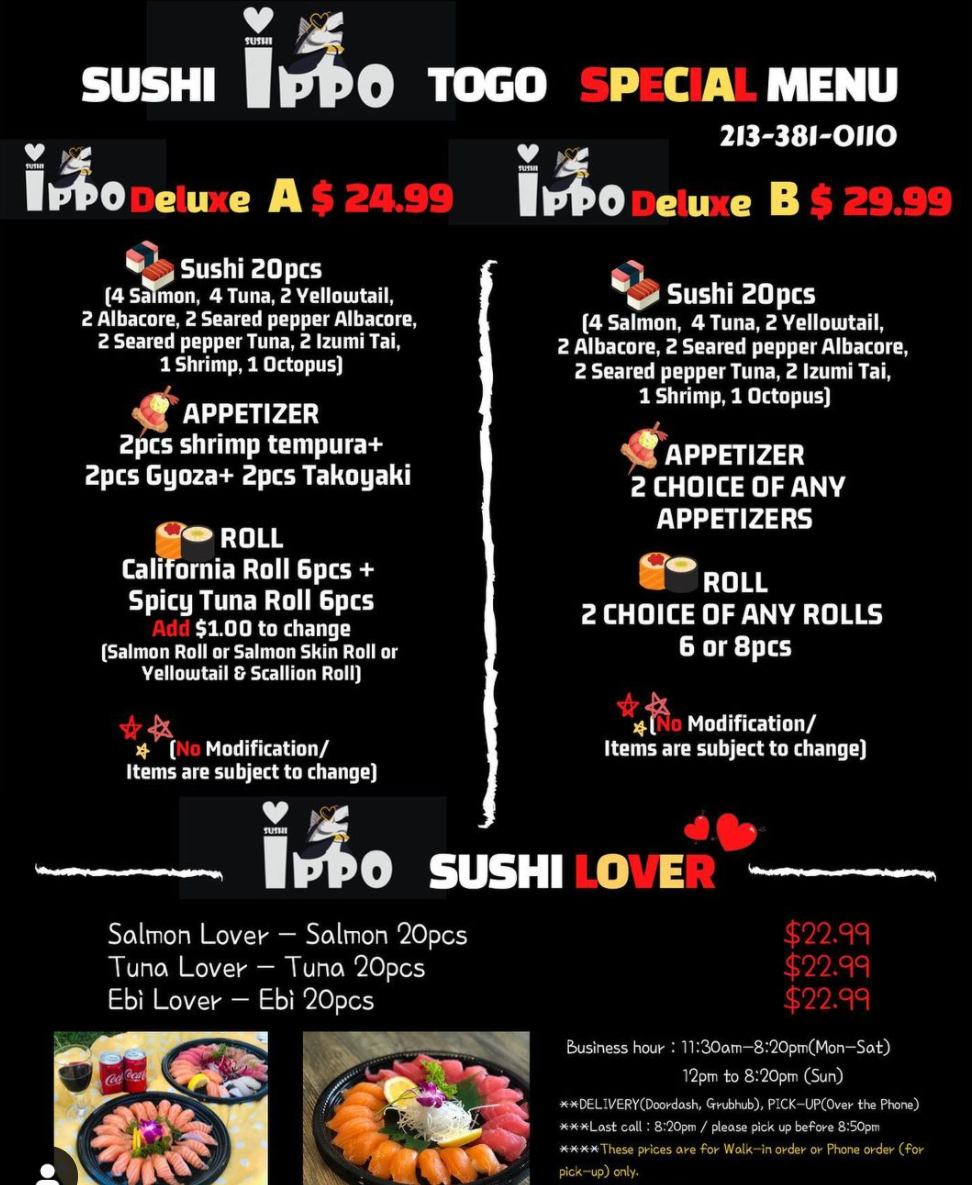 SUSHI SUSHI IPPO TOGO SPECIAL MENU
213-381-0110
SUSHI IPPO Deluxe A $ 24.99
Sushi 20pcs
(4 Salmon, 4 Tuna, 2 Yellowtail,
2 Albacore, 2 Seared pepper Albacore,
2 Seared pepper Tuna, 2 Izumi Tai,
1 Shrimp, 1 Octopus)
APPETIZER
2pcs shrimp tempura+
2pcs Gyoza+ 2pcs Takoyaki
ROLL
California Roll 6pcs +
Spicy Tuna Roll 6pcs
Add $1.00 to change
(Salmon Roll or Salmon Skin Roll or
Yellowtail & Scallion Roll)
(No Modification/
Items are subject to change)
SUSHI IPPO Deluxe B $ 29.99
Sushi 20pcs
(4 Salmon, 4 Tuna, 2 Yellowtail,
2 Albacore, 2 Seared pepper Albacore,
2 Seared pepper Tuna, 2 Izumi Tai,
1 Shrimp, 1 Octopus)
APPETIZER
2 CHOICE OF ANY
APPETIZERS
ROLL
2 CHOICE OF ANY ROLLS
6 or 8pcs
(No Modification/
Items are subject to change)
SUSHI IPPO SUSHI LOVER
Salmon Lover – Salmon 20pcs $22.99
Tuna Lover – Tuna 20pcs $22.99
Ebi Lover – Ebi 20pcs $22.99
Business hour : 11:30am–8:20pm(Mon–Sat)
12pm to 8:20pm (Sun)
**DELIVERY(Doordash, Grubhub), PICK–UP(Over the Phone)
***Last call : 8:20pm / please pick up before 8:50pm
****These prices are for Walk–in order or Phone order (for
pick–up) only.